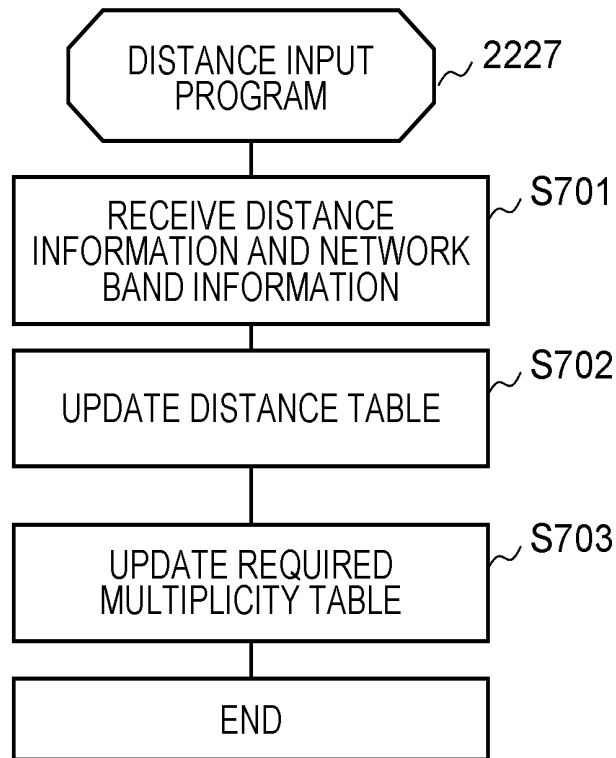 DISTANCE INPUT
PROGRAM
2227
S701
RECEIVE DISTANCE
INFORMATION AND NETWORK
BAND INFORMATION
S702
UPDATE DISTANCE TABLE
S703
UPDATE REQUIRED
MULTIPLICITY TABLE
END